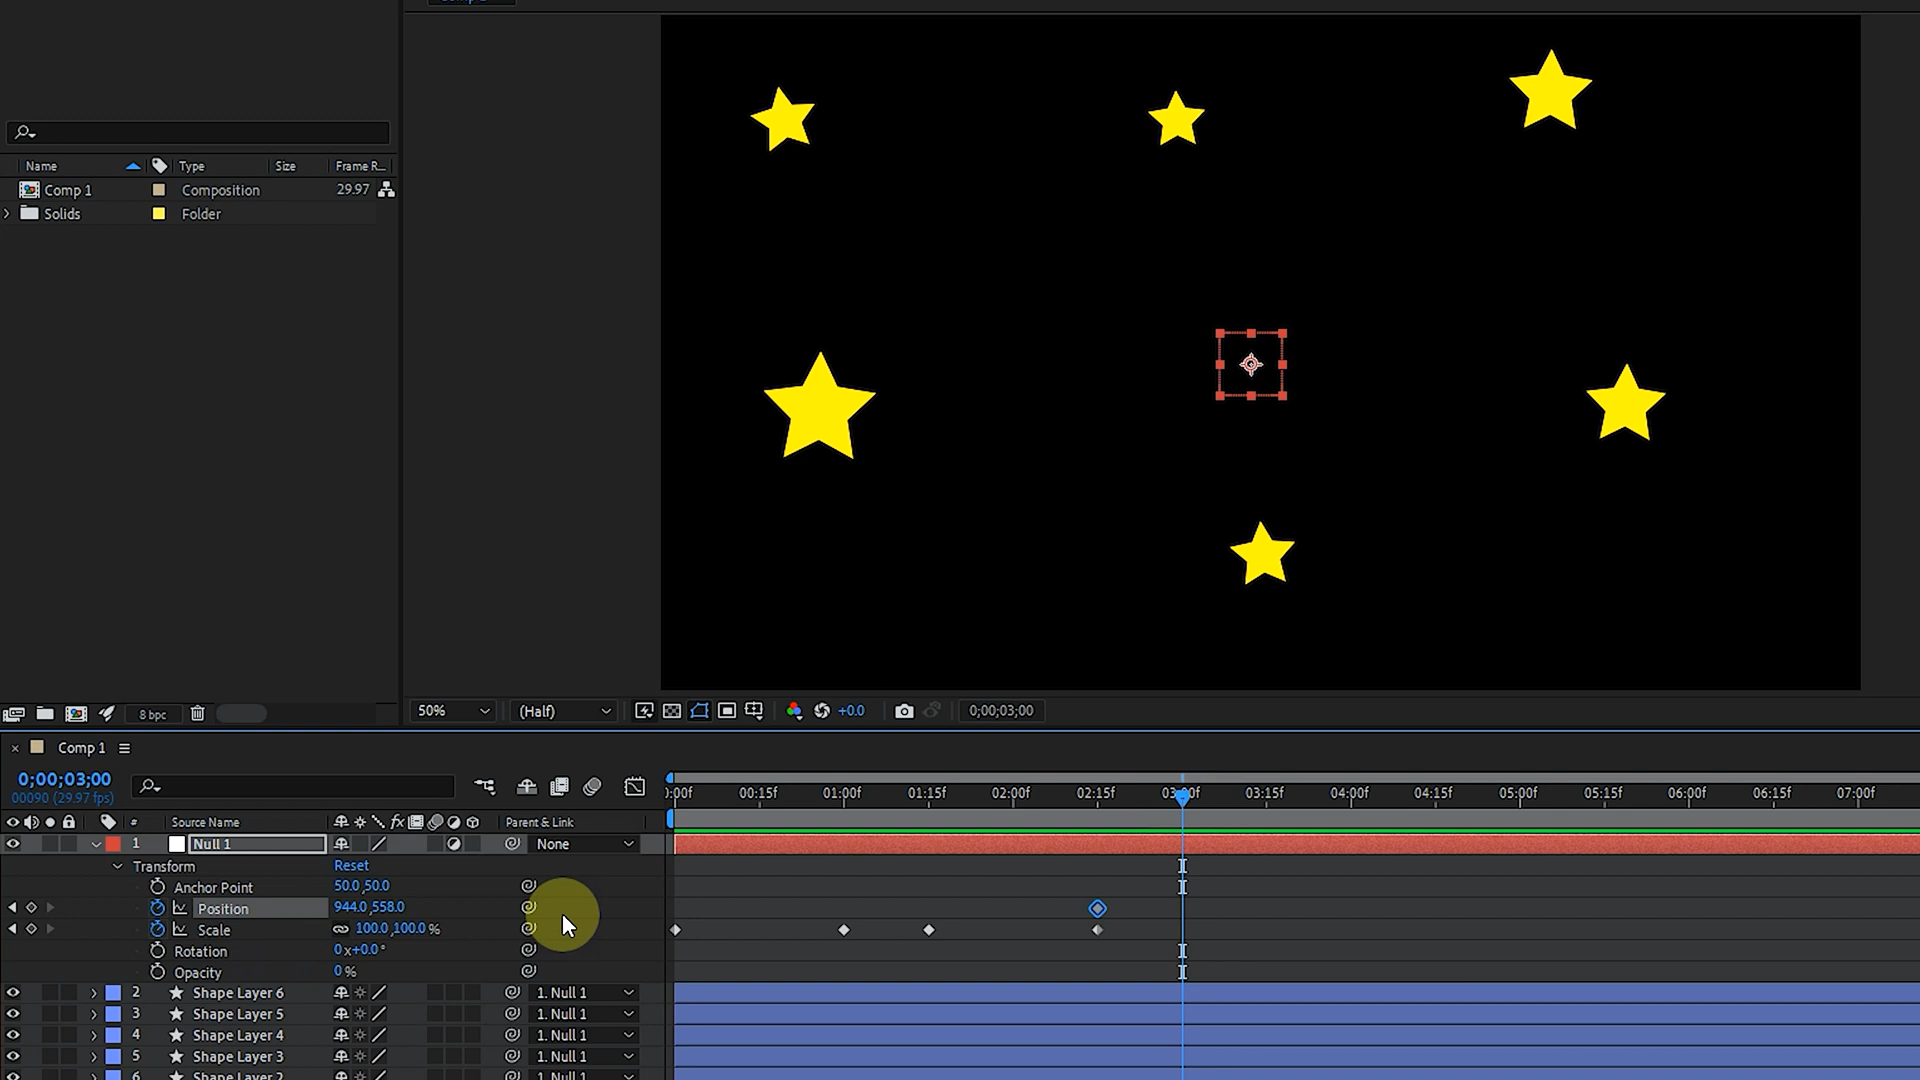 Name Type Size Frame R...
Comp 1 Composition 29.97
Solids Folder
8 bpc
50% (Half) +0.0 0;00;03;00
Comp 1
0;00;03;00
00090 (29.97 fps)
0:00f 00:15f 01:00f 01:15f 02:00f 02:15f 03:00f 03:15f 04:00f 04:15f 05:00f 05:15f 06:00f 06:15f 07:00f
# Source Name fx Parent & Link
1 Null 1 None
Transform Reset
Anchor Point 50.0,50.0
Position 944.0,558.0
Scale 100.0,100.0 %
Rotation 0x+0.0°
Opacity 0 %
2 Shape Layer 6 1. Null 1
3 Shape Layer 5 1. Null 1
4 Shape Layer 4 1. Null 1
5 Shape Layer 3 1. Null 1
6 Shape Layer 2 1. Null 1